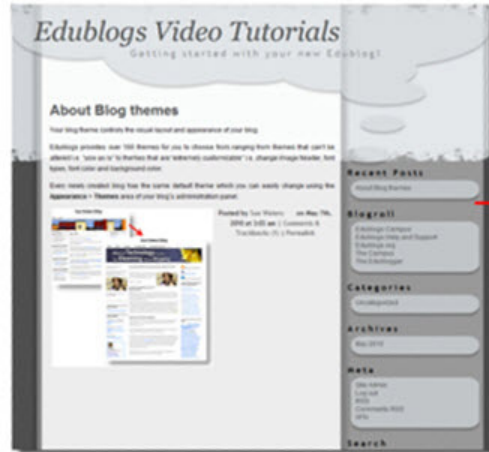 Edublogs Video Tutorials
Getting started with your new Edublog!
About Blog themes
Your blog theme controls the visual layout and appearance of your blog.
Edublogs provides over 100 themes for you to choose from ranging from themes that can't be
altered i.e. 'use as is' to themes that are 'extremely customizable' i.e. change image header, font
types, font color and background color.
Every newly created blog has the same default theme which you can easily change using the
Appearance > Themes area of your blog's administration panel.
Posted by Sue Waters on May 7th,
2010 at 3:05 am | Comments &
Trackbacks (1) | Permalink
Recent Posts
About Blog themes
Blogroll
Edublogs Campus
Edublogs Help and Support
Edublogs.org
The Campus
The Edublogger
Categories
Uncategorized
Archives
May 2010
Meta
Site Admin
Log out
RSS
Comments RSS
Search